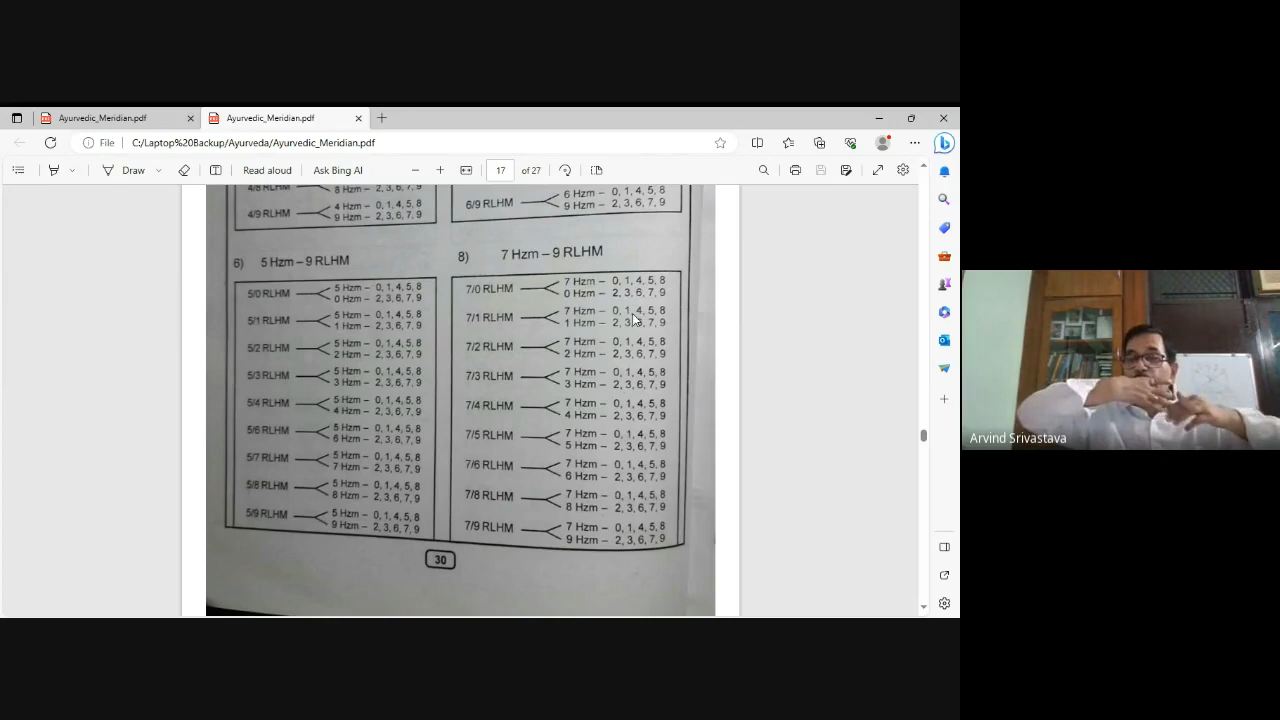 Ayurvedic_Meridian.pdf
Ayurvedic_Meridian.pdf
File
C:/Laptop%20Backup/Ayurveda/Ayurvedic_Meridian.pdf
Draw
Read aloud
Ask Bing AI
17
of 27
4/8 RLHM
8 Hzm – 2, 3, 6, 7, 9
4/9 RLHM
4 Hzm – 0, 1, 4, 5, 8
9 Hzm – 2, 3, 6, 7, 9
6/9 RLHM
6 Hzm – 0, 1, 4, 5, 8
9 Hzm – 2, 3, 6, 7, 9
6) 5 Hzm – 9 RLHM
5/0 RLHM
5 Hzm – 0, 1, 4, 5, 8
0 Hzm – 2, 3, 6, 7, 9
5/1 RLHM
5 Hzm – 0, 1, 4, 5, 8
1 Hzm – 2, 3, 6, 7, 9
5/2 RLHM
5 Hzm – 0, 1, 4, 5, 8
2 Hzm – 2, 3, 6, 7, 9
5/3 RLHM
5 Hzm – 0, 1, 4, 5, 8
3 Hzm – 2, 3, 6, 7, 9
5/4 RLHM
5 Hzm – 0, 1, 4, 5, 8
4 Hzm – 2, 3, 6, 7, 9
5/6 RLHM
5 Hzm – 0, 1, 4, 5, 8
6 Hzm – 2, 3, 6, 7, 9
5/7 RLHM
5 Hzm – 0, 1, 4, 5, 8
7 Hzm – 2, 3, 6, 7, 9
5/8 RLHM
5 Hzm – 0, 1, 4, 5, 8
8 Hzm – 2, 3, 6, 7, 9
5/9 RLHM
5 Hzm – 0, 1, 4, 5, 8
9 Hzm – 2, 3, 6, 7, 9
8) 7 Hzm – 9 RLHM
7/0 RLHM
7 Hzm – 0, 1, 4, 5, 8
0 Hzm – 2, 3, 6, 7, 9
7/1 RLHM
7 Hzm – 0, 1, 4, 5, 8
1 Hzm – 2, 3, 6, 7, 9
7/2 RLHM
7 Hzm – 0, 1, 4, 5, 8
2 Hzm – 2, 3, 6, 7, 9
7/3 RLHM
7 Hzm – 0, 1, 4, 5, 8
3 Hzm – 2, 3, 6, 7, 9
7/4 RLHM
7 Hzm – 0, 1, 4, 5, 8
4 Hzm – 2, 3, 6, 7, 9
7/5 RLHM
7 Hzm – 0, 1, 4, 5, 8
5 Hzm – 2, 3, 6, 7, 9
7/6 RLHM
7 Hzm – 0, 1, 4, 5, 8
6 Hzm – 2, 3, 6, 7, 9
7/8 RLHM
7 Hzm – 0, 1, 4, 5, 8
8 Hzm – 2, 3, 6, 7, 9
7/9 RLHM
7 Hzm – 0, 1, 4, 5, 8
9 Hzm – 2, 3, 6, 7, 9
30
Arvind Srivastava